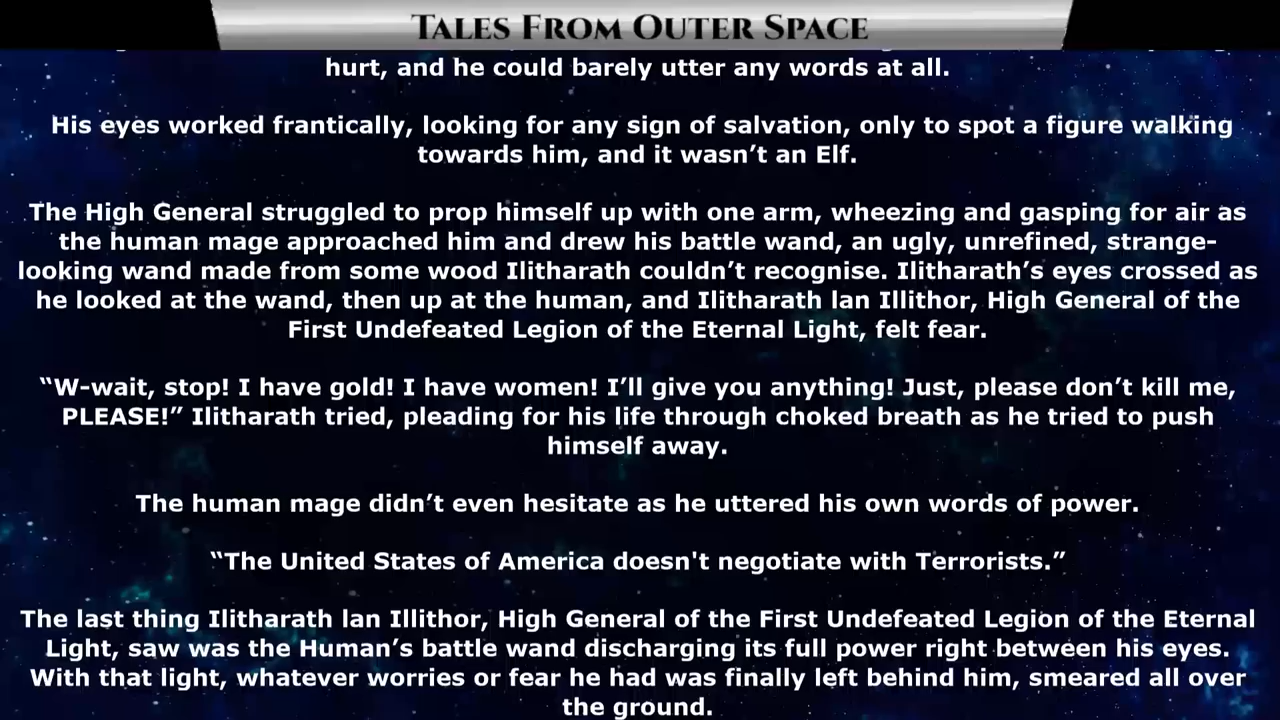 Tales From Outer Space
hurt, and he could barely utter any words at all.
His eyes worked frantically, looking for any sign of salvation, only to spot a figure walking
towards him, and it wasn’t an Elf.
The High General struggled to prop himself up with one arm, wheezing and gasping for air as
the human mage approached him and drew his battle wand, an ugly, unrefined, strange-
looking wand made from some wood Ilitharath couldn’t recognise. Ilitharath’s eyes crossed as
he looked at the wand, then up at the human, and Ilitharath lan Illithor, High General of the
First Undefeated Legion of the Eternal Light, felt fear.
“W-wait, stop! I have gold! I have women! I’ll give you anything! Just, please don’t kill me,
PLEASE!” Ilitharath tried, pleading for his life through choked breath as he tried to push
himself away.
The human mage didn’t even hesitate as he uttered his own words of power.
“The United States of America doesn't negotiate with Terrorists.”
The last thing Ilitharath lan Illithor, High General of the First Undefeated Legion of the Eternal
Light, saw was the Human’s battle wand discharging its full power right between his eyes.
With that light, whatever worries or fear he had was finally left behind him, smeared all over
the ground.